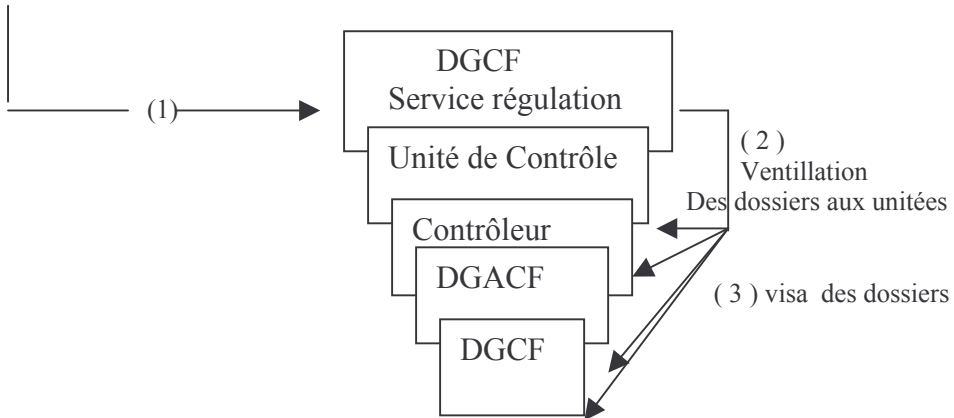 DGCF
Service régulation
(1)
Unité de Contrôle
( 2 )
Ventillation
Des dossiers aux unitées
Contrôleur
DGACF
( 3 ) visa des dossiers
DGCF